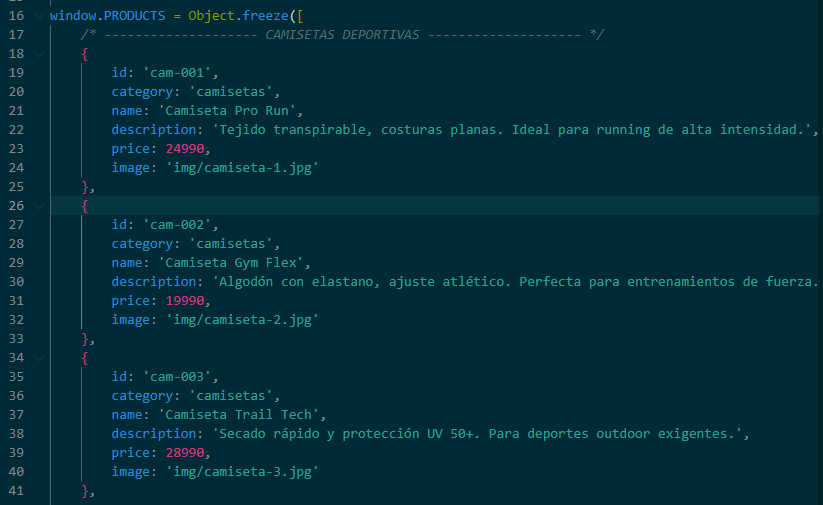 16 window.PRODUCTS = Object.freeze([
17 /* -------------------- CAMISETAS DEPORTIVAS -------------------- */
18 {
19 id: 'cam-001',
20 category: 'camisetas',
21 name: 'Camiseta Pro Run',
22 description: 'Tejido transpirable, costuras planas. Ideal para running de alta intensidad.',
23 price: 24990,
24 image: 'img/camiseta-1.jpg'
25 },
26 {
27 id: 'cam-002',
28 category: 'camisetas',
29 name: 'Camiseta Gym Flex',
30 description: 'Algodón con elastano, ajuste atlético. Perfecta para entrenamientos de fuerza.
31 price: 19990,
32 image: 'img/camiseta-2.jpg'
33 },
34 {
35 id: 'cam-003',
36 category: 'camisetas',
37 name: 'Camiseta Trail Tech',
38 description: 'Secado rápido y protección UV 50+. Para deportes outdoor exigentes.',
39 price: 28990,
40 image: 'img/camiseta-3.jpg'
41 },